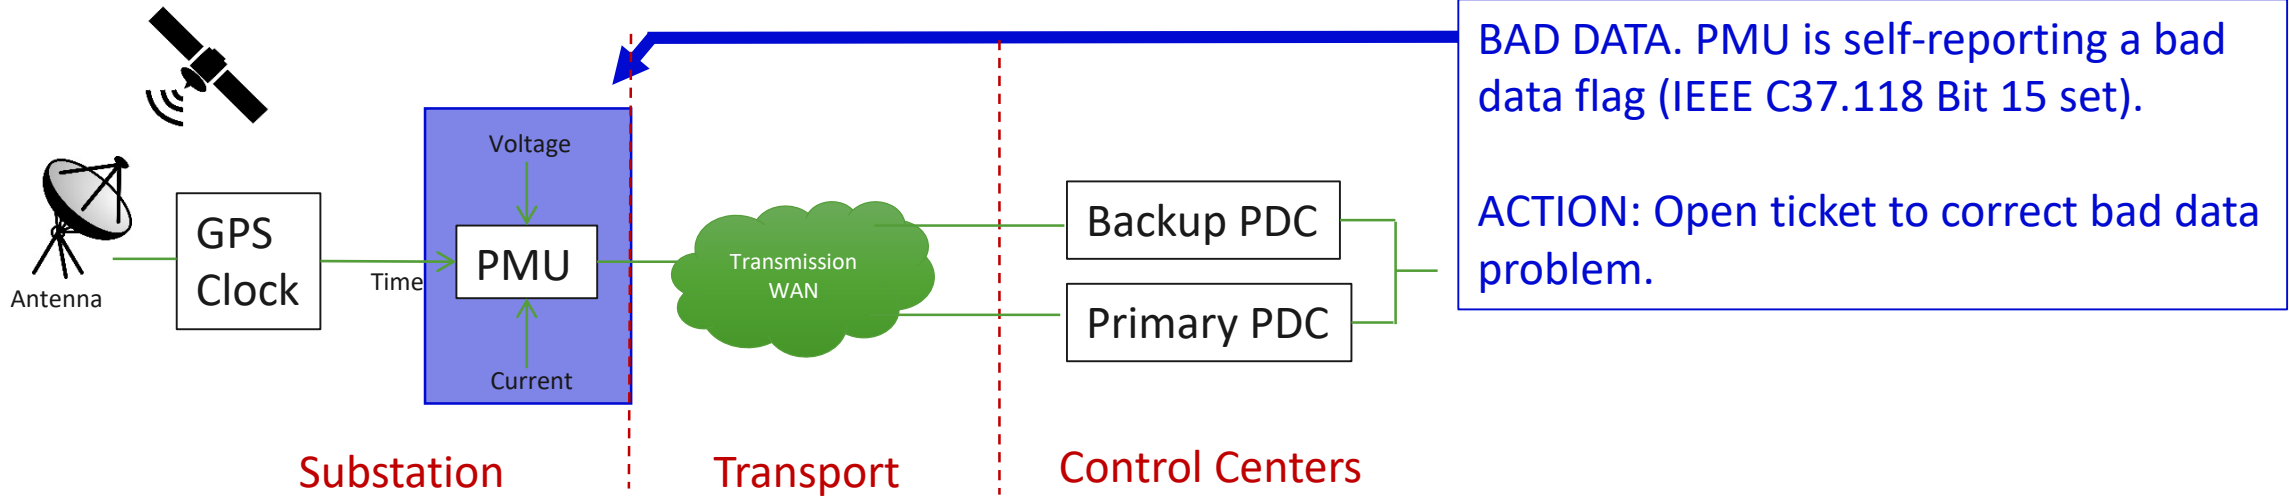 BAD DATA. PMU is self-reporting a bad
data flag (IEEE C37.118 Bit 15 set).
ACTION: Open ticket to correct bad data
problem.
Antenna
GPS
Clock
Time
Voltage
PMU
Current
Transmission
WAN
Backup PDC
Primary PDC
Substation
Transport
Control Centers